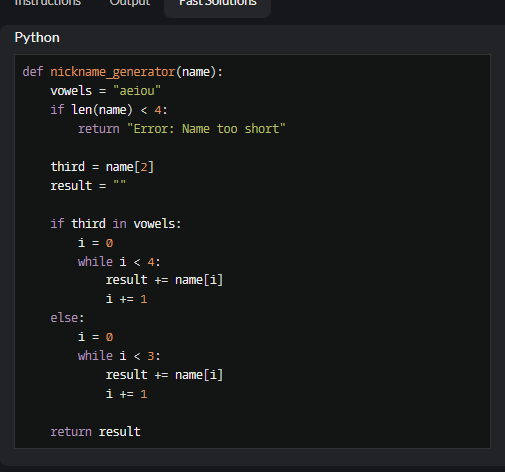 Instructions Output Past Solutions
Python
def nickname_generator(name):
    vowels = "aeiou"
    if len(name) < 4:
        return "Error: Name too short"
    third = name[2]
    result = ""
    if third in vowels:
        i = 0
        while i < 4:
            result += name[i]
            i += 1
    else:
        i = 0
        while i < 3:
            result += name[i]
            i += 1
    return result